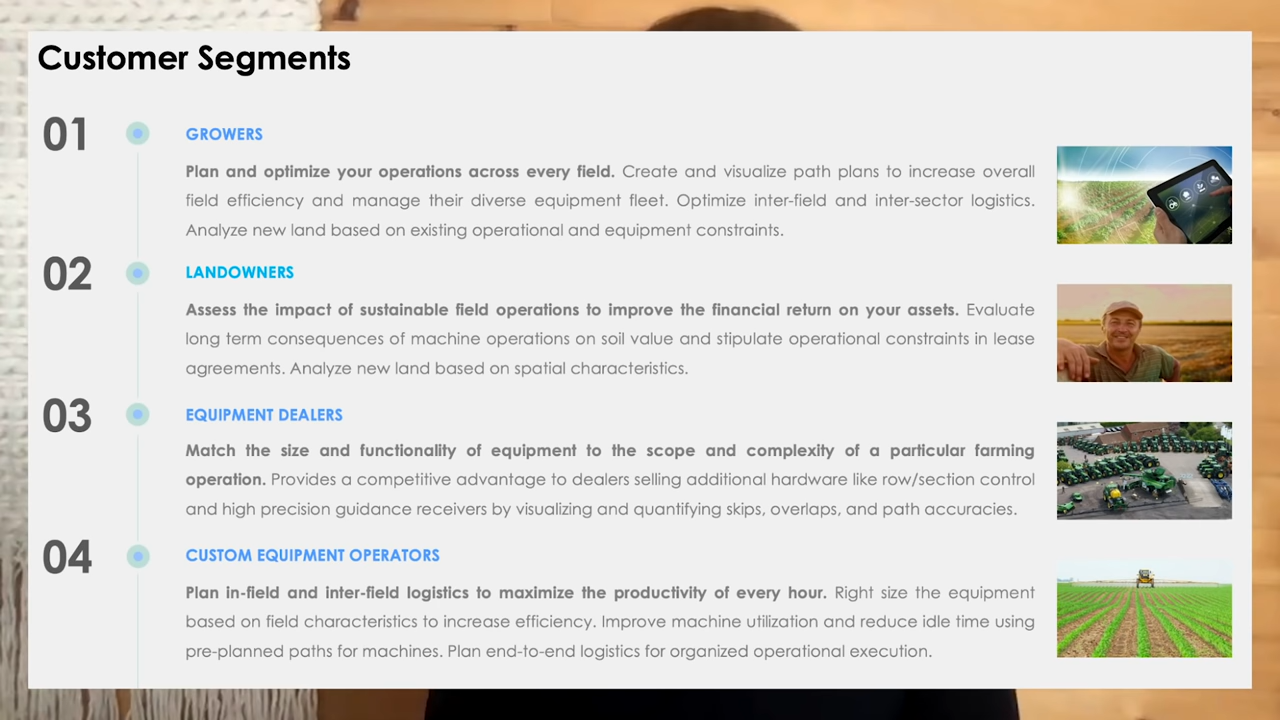 Customer Segments
01
GROWERS
Plan and optimize your operations across every field. Create and visualize path plans to increase overall
field efficiency and manage their diverse equipment fleet. Optimize inter-field and inter-sector logistics.
Analyze new land based on existing operational and equipment constraints.
02
LANDOWNERS
Assess the impact of sustainable field operations to improve the financial return on your assets. Evaluate
long term consequences of machine operations on soil value and stipulate operational constraints in lease
agreements. Analyze new land based on spatial characteristics.
03
EQUIPMENT DEALERS
Match the size and functionality of equipment to the scope and complexity of a particular farming
operation. Provides a competitive advantage to dealers selling additional hardware like row/section control
and high precision guidance receivers by visualizing and quantifying skips, overlaps, and path accuracies.
04
CUSTOM EQUIPMENT OPERATORS
Plan in-field and inter-field logistics to maximize the productivity of every hour. Right size the equipment
based on field characteristics to increase efficiency. Improve machine utilization and reduce idle time using
pre-planned paths for machines. Plan end-to-end logistics for organized operational execution.